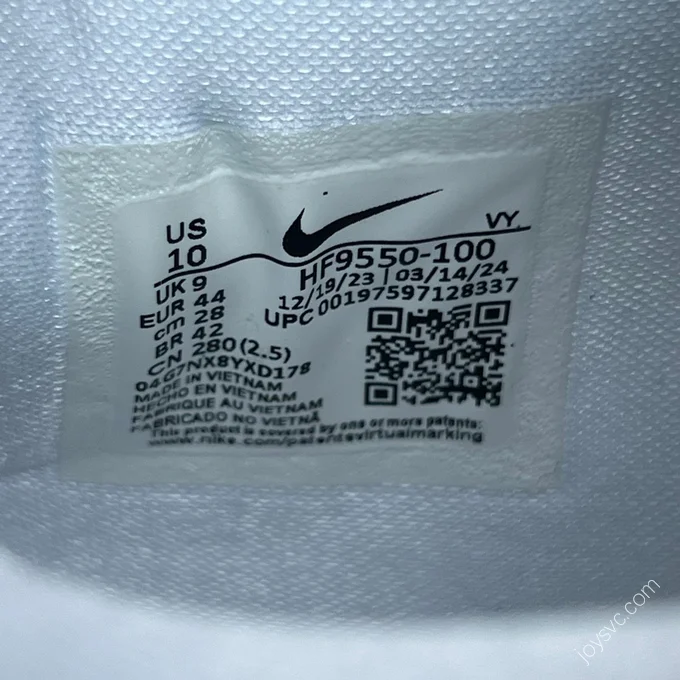 US
10
UK 9
EUR 44
cm 28
BR 42
CN 280(2.5)
04G7NX8YXD178
MADE IN VIETNAM
HECHO EN VIETNAM
FABRIQUE AU VIETNAM
FABRICADO NO VIETNÃ
VY.
HF9550-100
12/19/23 | 03/14/24
UPC 00197597128337
This product is covered by one or more patents:
www.nike.com/patentsvirtualmarking
joysvc.com